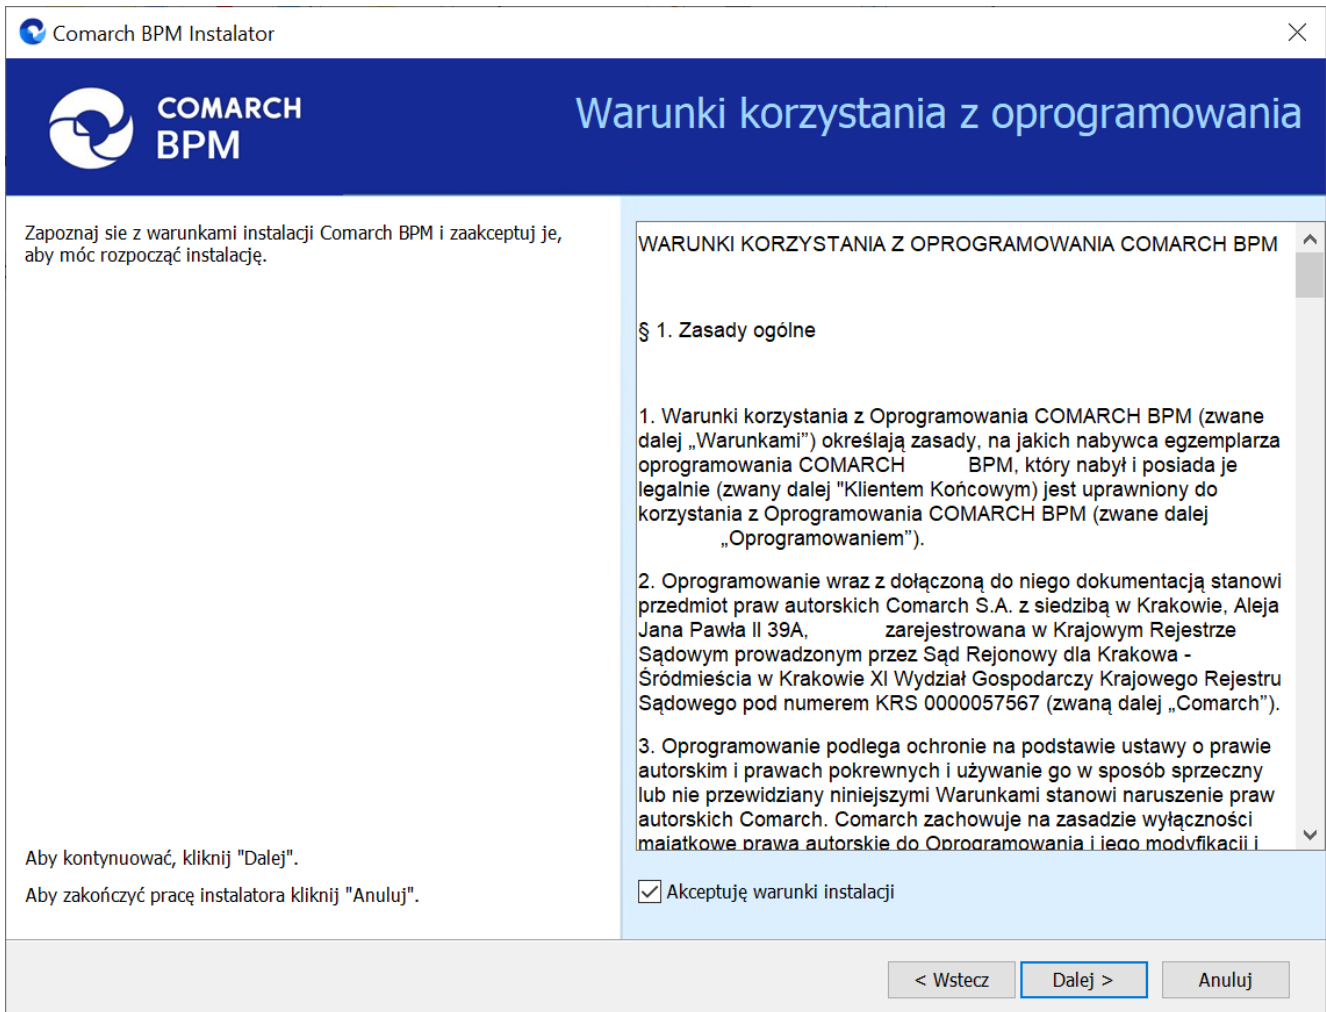 Comarch BPM Instalator
COMARCH
BPM
Warunki korzystania z oprogramowania
Zapoznaj sie z warunkami instalacji Comarch BPM i zaakceptuj je,
aby móc rozpocząć instalację.
WARUNKI KORZYSTANIA Z OPROGRAMOWANIA COMARCH BPM
§ 1. Zasady ogólne
1. Warunki korzystania z Oprogramowania COMARCH BPM (zwane
dalej „Warunkami”) określają zasady, na jakich nabywca egzemplarza
oprogramowania COMARCH BPM, który nabył i posiada je
legalnie (zwany dalej "Klientem Końcowym) jest uprawniony do
korzystania z Oprogramowania COMARCH BPM (zwane dalej
„Oprogramowaniem”).
2. Oprogramowanie wraz z dołączoną do niego dokumentacją stanowi
przedmiot praw autorskich Comarch S.A. z siedzibą w Krakowie, Aleja
Jana Pawła II 39A, zarejestrowana w Krajowym Rejestrze
Sądowym prowadzonym przez Sąd Rejonowy dla Krakowa -
Śródmieścia w Krakowie XI Wydział Gospodarczy Krajowego Rejestru
Sądowego pod numerem KRS 0000057567 (zwaną dalej „Comarch”).
3. Oprogramowanie podlega ochronie na podstawie ustawy o prawie
autorskim i prawach pokrewnych i używanie go w sposób sprzeczny
lub nie przewidziany niniejszymi Warunkami stanowi naruszenie praw
autorskich Comarch. Comarch zachowuje na zasadzie wyłączności
majątkowe prawa autorskie do Oprogramowania i jego modyfikacji i
Aby kontynuować, kliknij "Dalej".
Aby zakończyć pracę instalatora kliknij "Anuluj".
Akceptuję warunki instalacji
< Wstecz
Dalej >
Anuluj